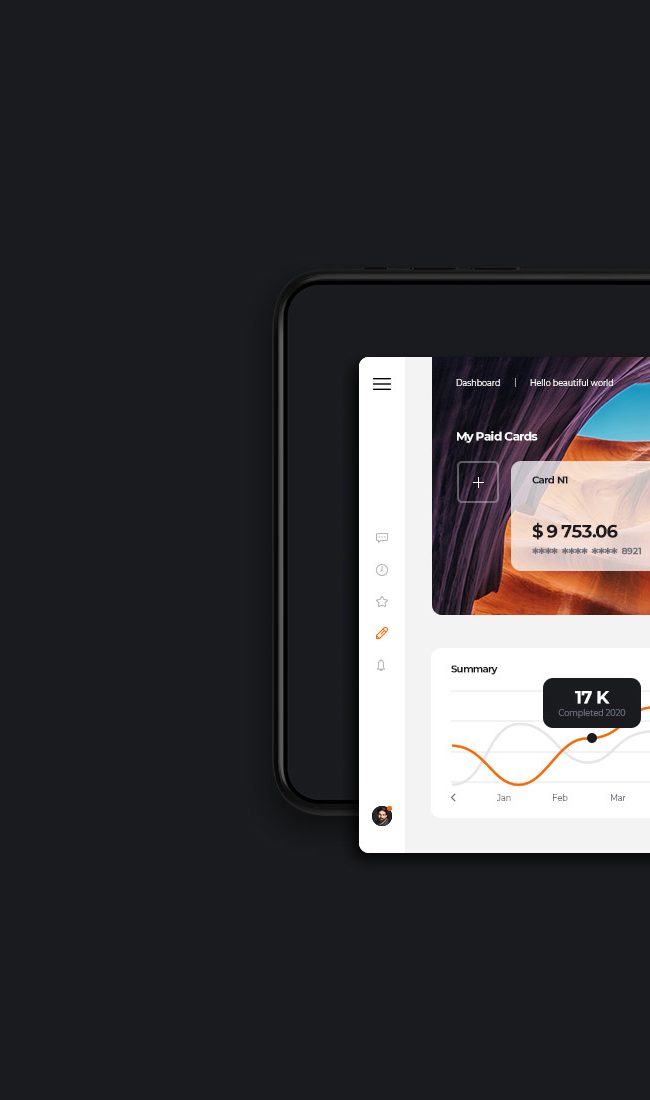 Dashboard | Hello beautiful world
My Paid Cards
Card N1
$ 9 753.06
**** **** **** 8921
Summary
17 K
Completed 2020
Jan Feb Mar